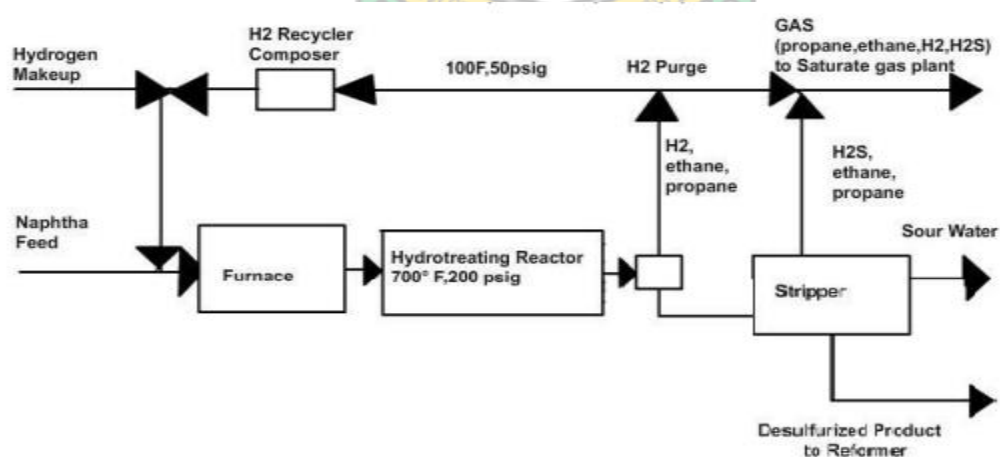 GAS
(propane,ethane,H2,H2S)
to Saturate gas plant
H2 Recycler
Composer
Hydrogen
Makeup
100F,50psig
H2 Purge
H2,
ethane,
propane
H2S,
ethane,
propane
Naphtha
Feed
Sour Water
Furnace
Hydrotreating Reactor
700° F,200 psig
Stripper
Desulfurized Product
to Reformer